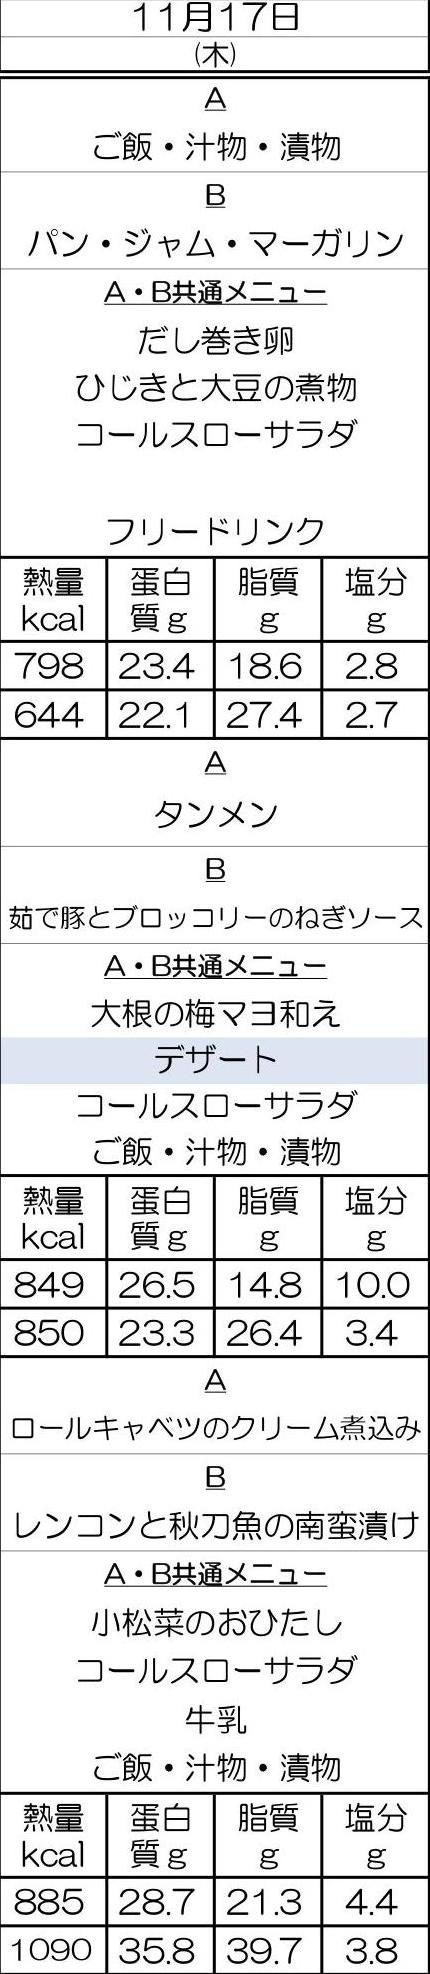 11月17日
(木)
A
ご飯・汁物・漬物
B
パン・ジャム・マーガリン
A・B共通メニュー
だし巻き卵
ひじきと大豆の煮物
コールスローサラダ
フリードリンク
熱量 蛋白 脂質 塩分
kcal 質g g g
798 23.4 18.6 2.8
644 22.1 27.4 2.7
A
タンメン
B
茹で豚とブロッコリーのねぎソース
A・B共通メニュー
大根の梅マヨ和え
デザート
コールスローサラダ
ご飯・汁物・漬物
熱量 蛋白 脂質 塩分
kcal 質g g g
849 26.5 14.8 10.0
850 23.3 26.4 3.4
A
ロールキャベツのクリーム煮込み
B
レンコンと秋刀魚の南蛮漬け
A・B共通メニュー
小松菜のおひたし
コールスローサラダ
牛乳
ご飯・汁物・漬物
熱量 蛋白 脂質 塩分
kcal 質g g g
885 28.7 21.3 4.4
1090 35.8 39.7 3.8